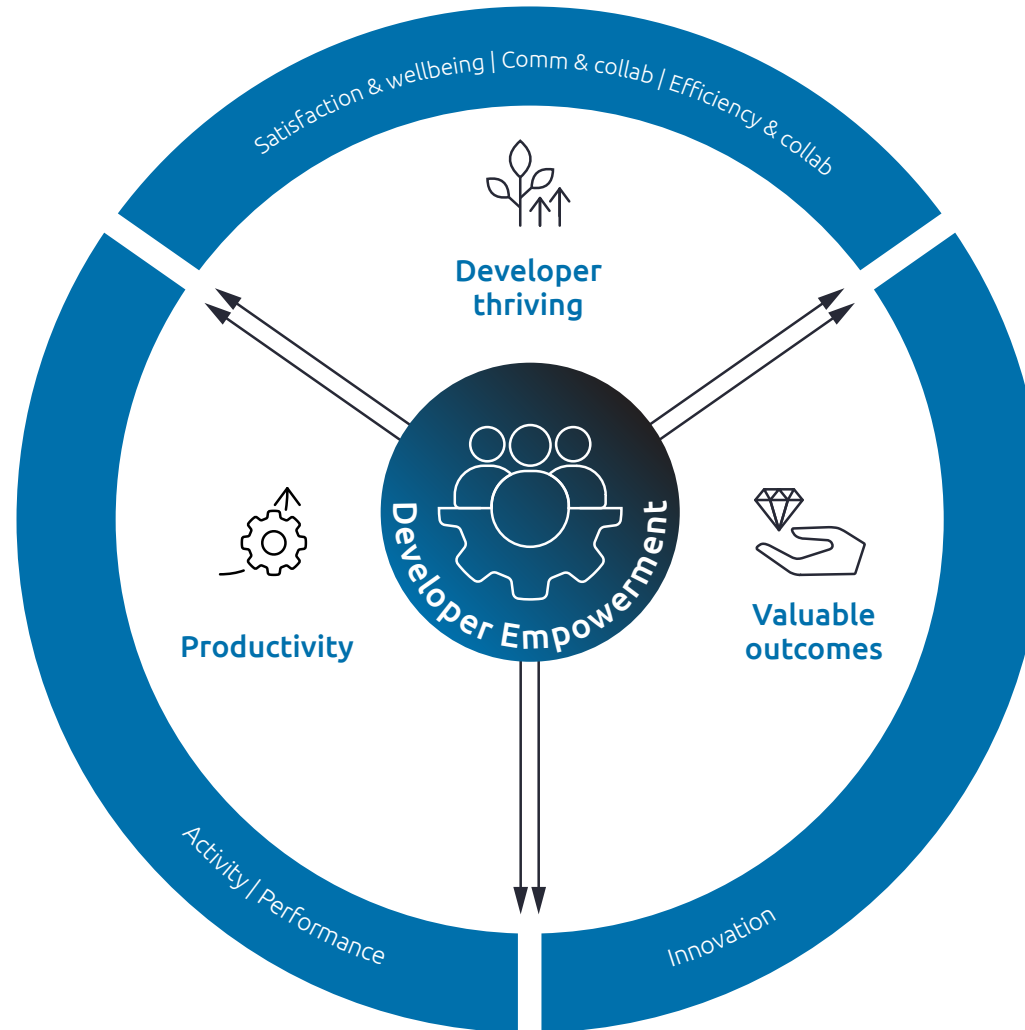 Satisfaction & wellbeing | Comm & collab | Efficiency & collab
Developer
thriving
Developer Empowerment
Productivity
Valuable
outcomes
Activity | Performance
Innovation